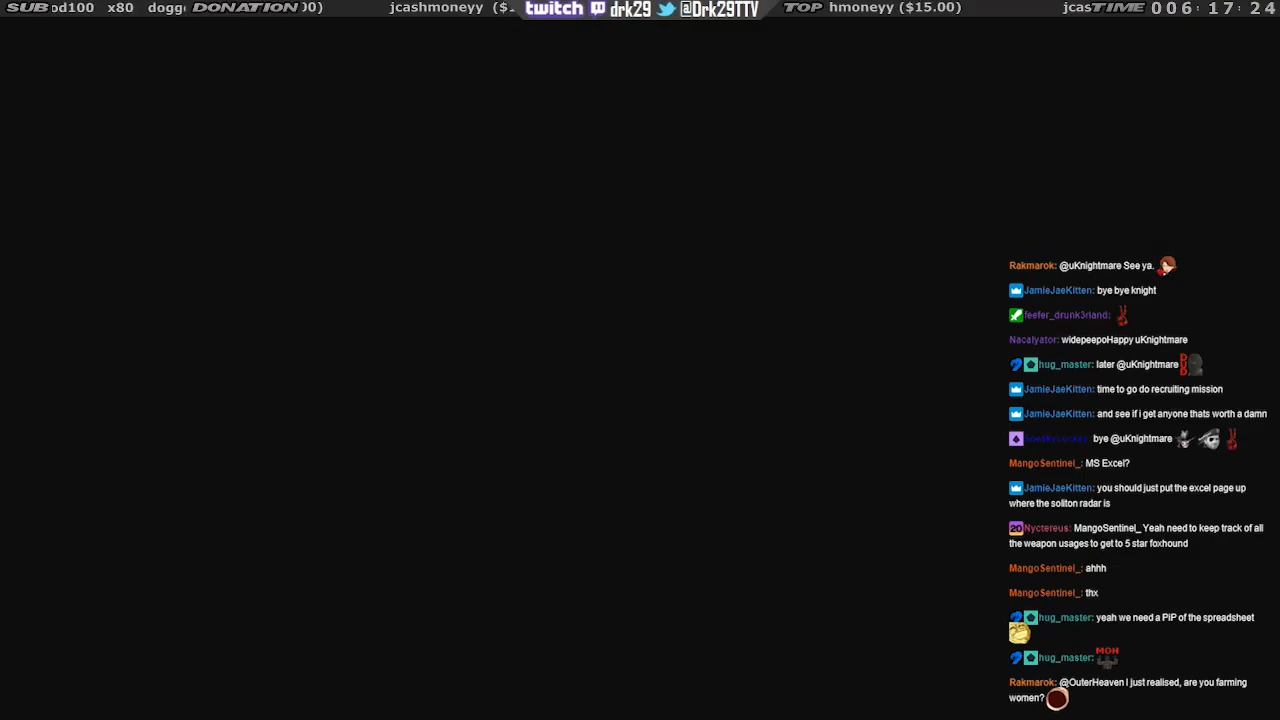 SUB od100 x80 dogg DONATION 00) jcashmoneyy ($. twitch drk29 @Drk29TTV TOP hmoneyy ($15.00) jcas TIME 006:17:24
Rakmarok: @uKnightmare See ya.
JamieJaeKitten: bye bye knight
feefer_drunk3rland:
Nacalyator: widepeepoHappy uKnightmare
hug_master: later @uKnightmare DUD
JamieJaeKitten: time to go do recruiting mission
JamieJaeKitten: and see if i get anyone thats worth a damn
bye @uKnightmare
MangoSentinel_: MS Excel?
JamieJaeKitten: you should just put the excel page up
where the soliton radar is
20 Nyctereus: MangoSentinel_ Yeah need to keep track of all
the weapon usages to get to 5 star foxhound
MangoSentinel_: ahhh
MangoSentinel_: thx
hug_master: yeah we need a PiP of the spreadsheet
hug_master: MOH
Rakmarok: @OuterHeaven I just realised, are you farming
women?